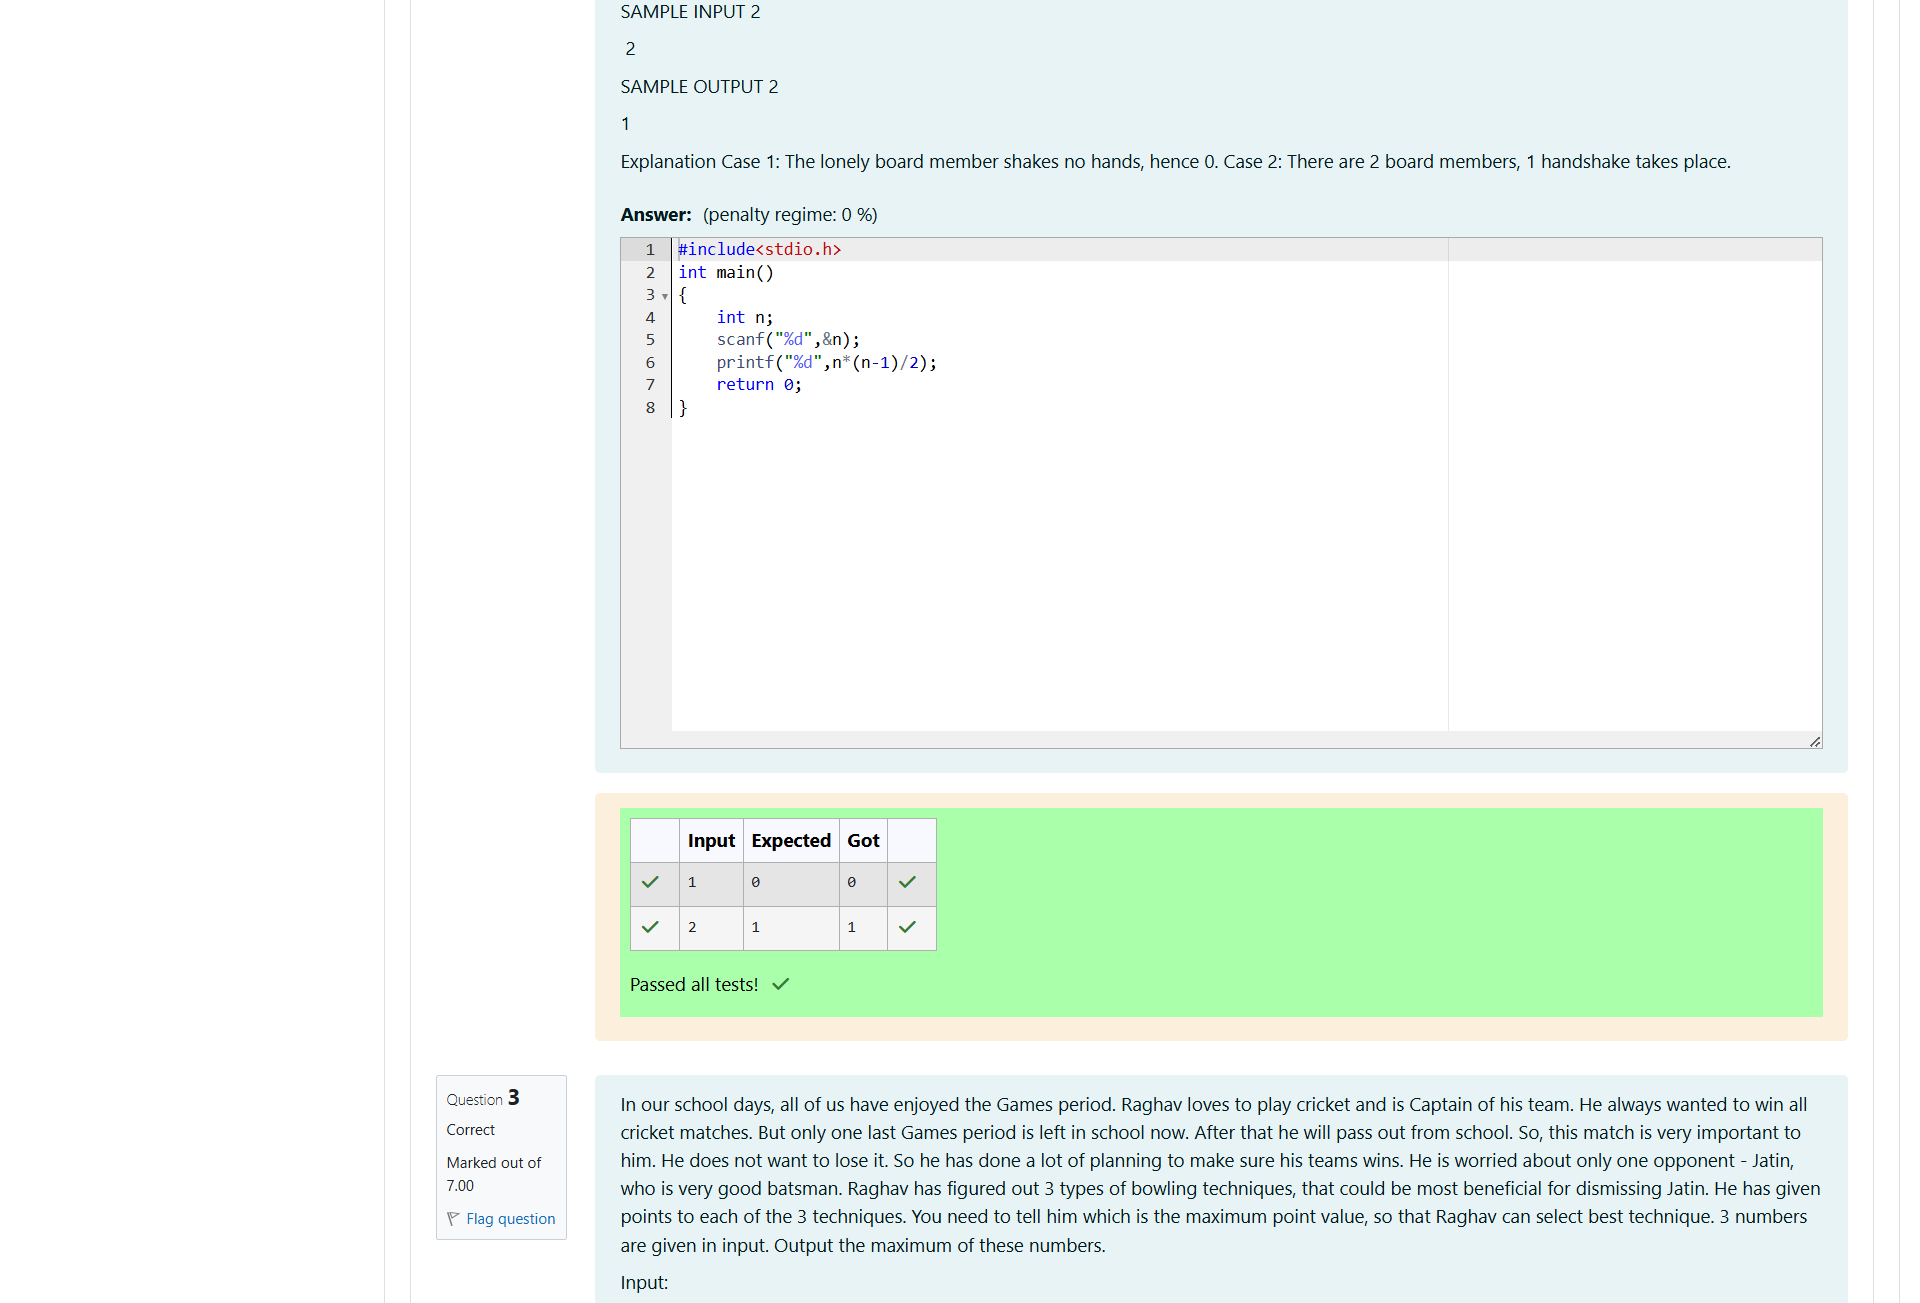 SAMPLE INPUT 2
2
SAMPLE OUTPUT 2
1
Explanation Case 1: The lonely board member shakes no hands, hence 0. Case 2: There are 2 board members, 1 handshake takes place.
Answer: (penalty regime: 0 %)
1 #include<stdio.h>
2 int main()
3 {
4     int n;
5     scanf("%d",&n);
6     printf("%d",n*(n-1)/2);
7     return 0;
8 }
Input Expected Got
1 0 0
2 1 1
Passed all tests!
Question 3
Correct
Marked out of
7.00
Flag question
In our school days, all of us have enjoyed the Games period. Raghav loves to play cricket and is Captain of his team. He always wanted to win all
cricket matches. But only one last Games period is left in school now. After that he will pass out from school. So, this match is very important to
him. He does not want to lose it. So he has done a lot of planning to make sure his teams wins. He is worried about only one opponent - Jatin,
who is very good batsman. Raghav has figured out 3 types of bowling techniques, that could be most beneficial for dismissing Jatin. He has given
points to each of the 3 techniques. You need to tell him which is the maximum point value, so that Raghav can select best technique. 3 numbers
are given in input. Output the maximum of these numbers.
Input: